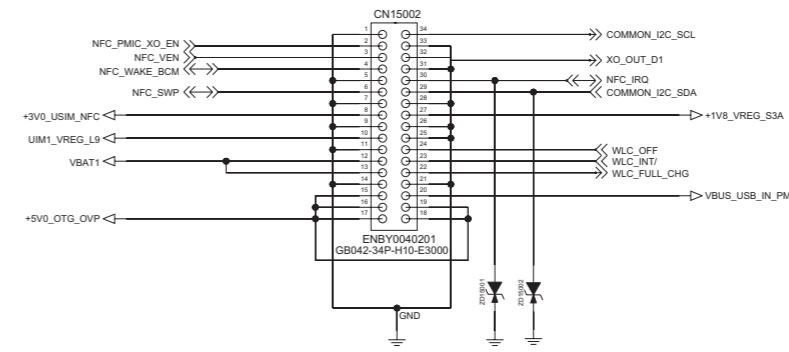 CN15002
1 34 COMMON_I2C_SCL
NFC_PMIC_XO_EN 2 33
NFC_VEN 3 32 XO_OUT_D1
NFC_WAKE_BCM 4 31
5 30 NFC_IRQ
NFC_SWP 6 29 COMMON_I2C_SDA
7 28
+3V0_USIM_NFC 8 27 +1V8_VREG_S3A
9 26
UIM1_VREG_L9 10 25
11 24 WLC_OFF
VBAT1 12 23 WLC_INT/
13 22 WLC_FULL_CHG
14 21
15 20 VBUS_USB_IN_PM
16 19
+5V0_OTG_OVP 17 18
ENBY0040201
GB042-34P-H10-E3000
ZD15001
ZD15002
GND